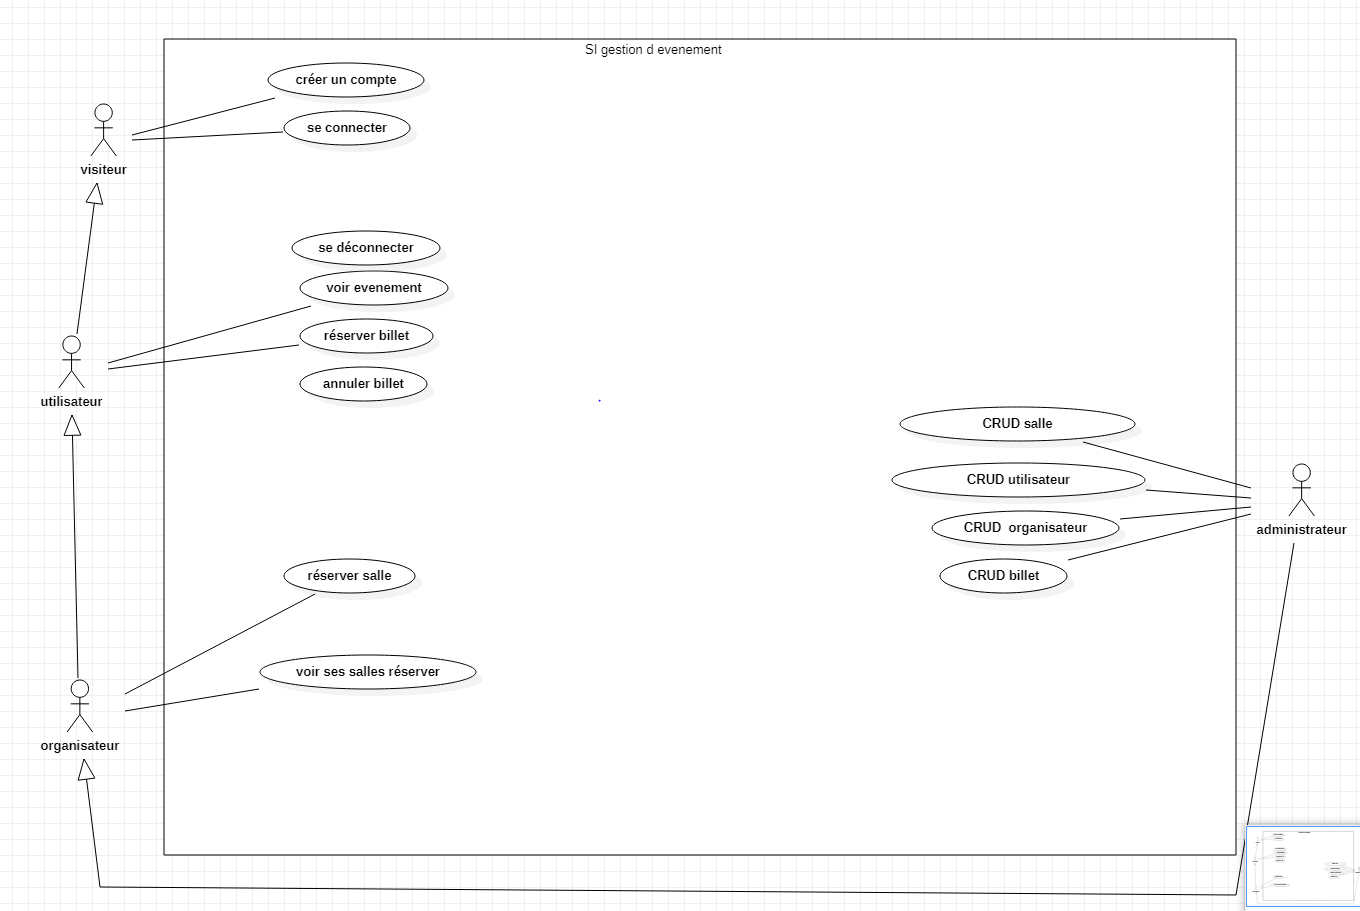 SI gestion d evenement
créer un compte
se connecter
visiteur
se déconnecter
voir evenement
réserver billet
annuler billet
utilisateur
CRUD salle
CRUD utilisateur
CRUD  organisateur
administrateur
CRUD billet
réserver salle
voir ses salles réserver
organisateur